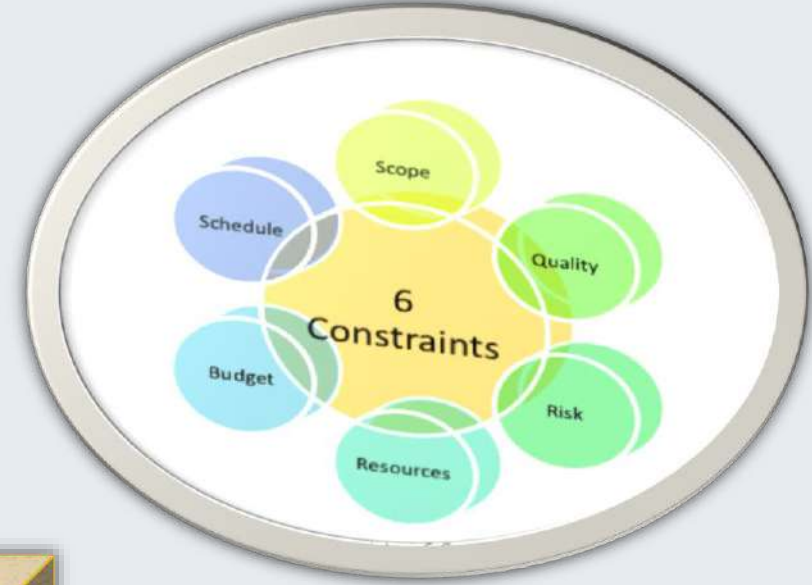 Scope
Quality
Risk
Resources
Budget
Schedule
6
Constraints